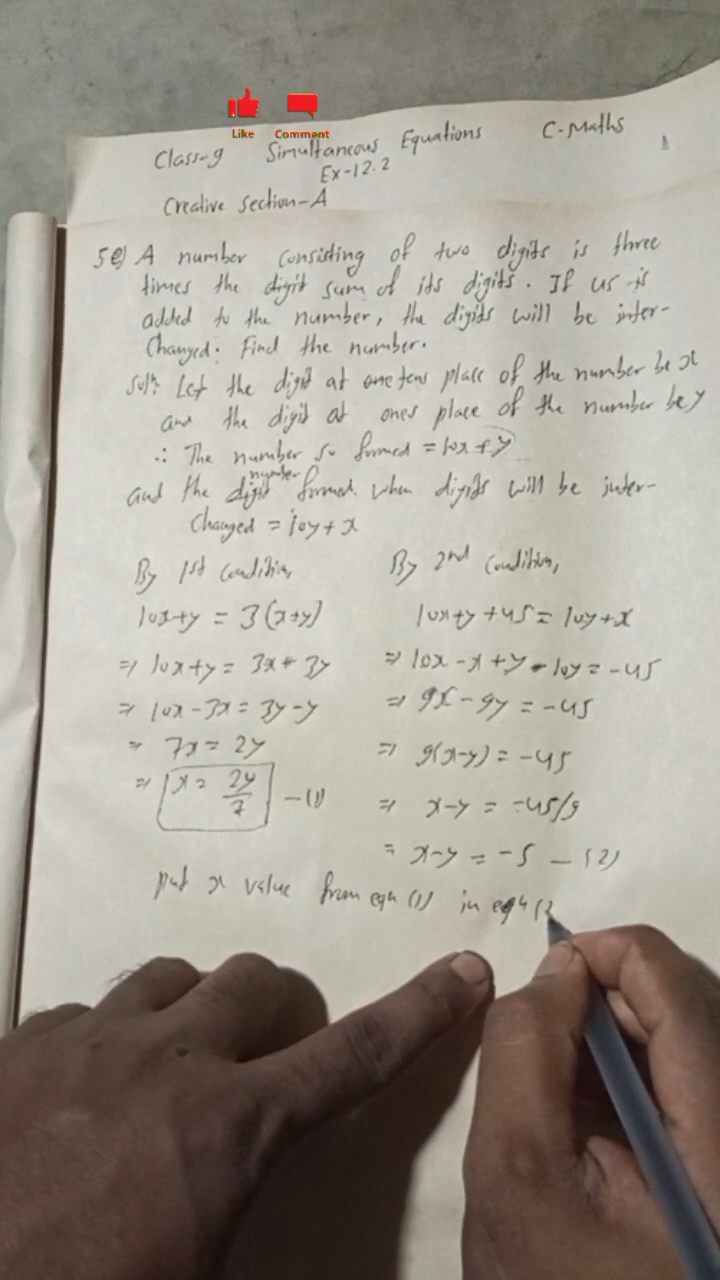 Like Comment
Class-9 Simultaneous Equations C-Maths
Ex-12.2
Creative Section-A
5e) A number consisting of two digits is three
times the digit sum of its digits. If 45 is
added to the number, the digits will be inter-
changed. Find the number.
Solⁿ: Let the digit at one tens place of the number be x
and the digit at ones place of the number be y
∴ The number so formed = 10x+y
number
and the digit formed when digits will be inter-
changed = 10y+x
By 1st condition,
10x+y = 3(x+y)
⇒ 10x+y = 3x+3y
⇒ 10x-3x = 3y-y
⇒ 7x = 2y
⇒ x = 2y/7 -(1)
By 2nd condition,
10x+y+45 = 10y+x
⇒ 10x-x+y-10y = -45
⇒ 9x-9y = -45
⇒ 9(x-y) = -45
⇒ x-y = -45/9
= x-y = -5 -(2)
put x value from eqn (1) in eqn (2